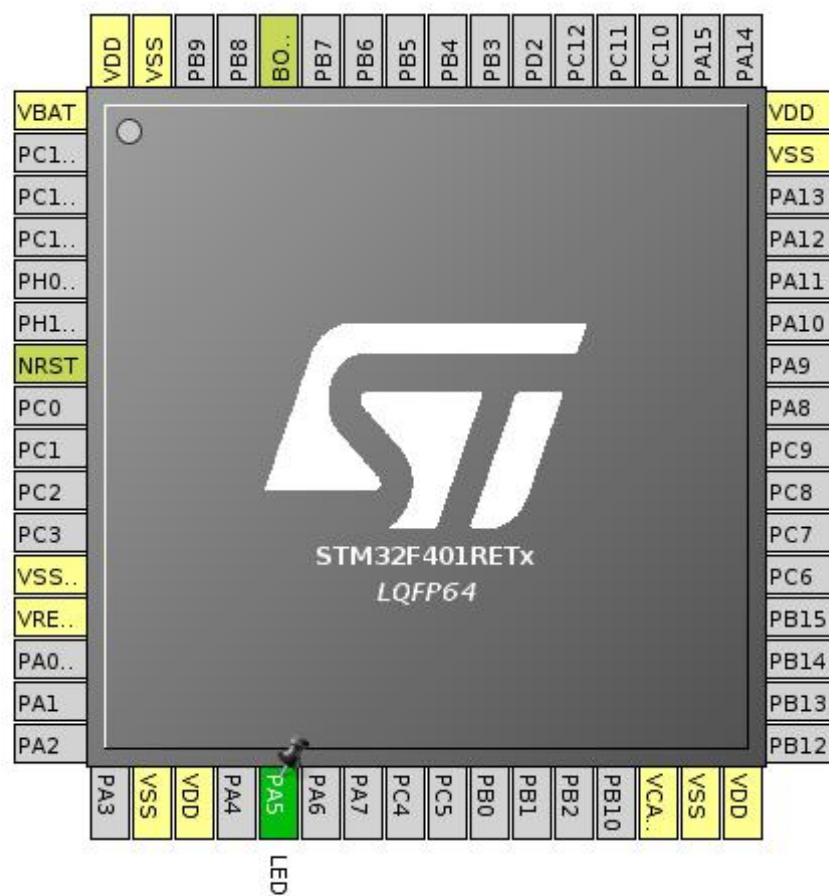 VDD
VSS
PB9
PB8
BO..
PB7
PB6
PB5
PB4
PB3
PD2
PC12
PC11
PC10
PA15
PA14
VBAT
PC1..
PC1..
PC1..
PH0..
PH1..
NRST
PC0
PC1
PC2
PC3
VSS..
VRE..
PA0..
PA1
PA2
VDD
VSS
PA13
PA12
PA11
PA10
PA9
PA8
PC9
PC8
PC7
PC6
PB15
PB14
PB13
PB12
ST
STM32F401RETx
LQFP64
PA3
VSS
VDD
PA4
PA5
PA6
PA7
PC4
PC5
PB0
PB1
PB2
PB10
VCA..
VSS
VDD
LED